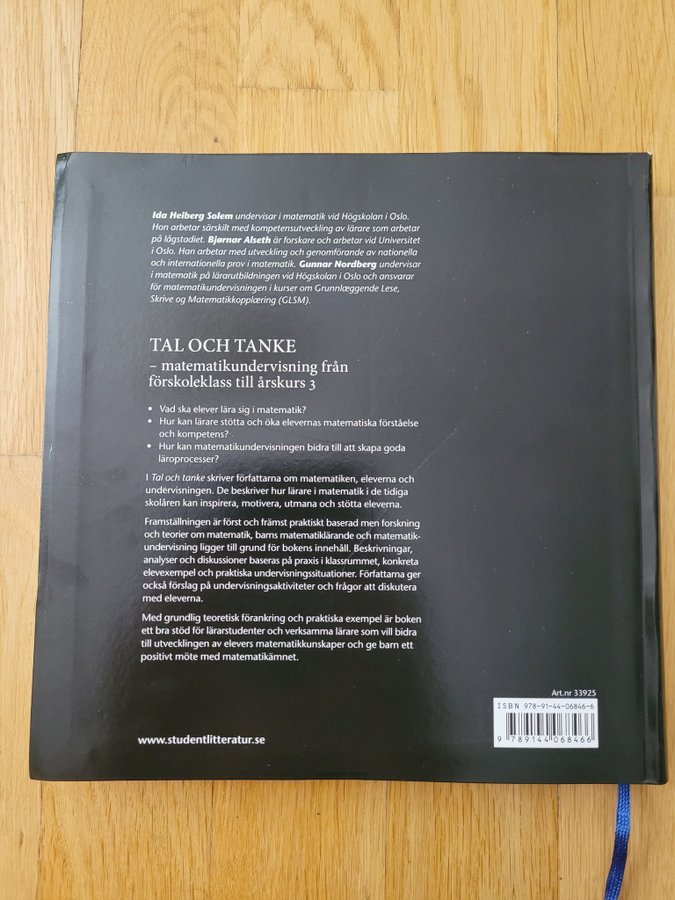 Ida Heiberg Solem undervisar i matematik vid Högskolan i Oslo.
Hon arbetar särskilt med kompetensutveckling av lärare som arbetar
på lågstadiet. Bjørnar Alseth är forskare och arbetar vid Universitet
i Oslo. Han arbetar med utveckling och genomförande av nationella
och internationella prov i matematik. Gunnar Nordberg undervisar
i matematik på lärarutbildningen vid Högskolan i Oslo och ansvarar
för matematikundervisningen i kurser om Grunnlæggende Lese,
Skrive og Matematikkopplæring (GLSM).
TAL OCH TANKE
– matematikundervisning från
förskoleklass till årskurs 3
• Vad ska elever lära sig i matematik?
• Hur kan lärare stötta och öka elevernas matematiska förståelse
och kompetens?
• Hur kan matematikundervisningen bidra till att skapa goda
läroprocesser?
I Tal och tanke skriver författarna om matematiken, eleverna och
undervisningen. De beskriver hur lärare i matematik i de tidiga
skolåren kan inspirera, motivera, utmana och stötta eleverna.
Framställningen är först och främst praktiskt baserad men forskning
och teorier om matematik, barns matematiklärande och matematik-
undervisning ligger till grund för bokens innehåll. Beskrivningar,
analyser och diskussioner baseras på praxis i klassrummet, konkreta
elevexempel och praktiska undervisningssituationer. Författarna ger
också förslag på undervisningsaktiviteter och frågor att diskutera
med eleverna.
Med grundlig teoretisk förankring och praktiska exempel är boken
ett bra stöd för lärarstudenter och verksamma lärare som vill bidra
till utvecklingen av elevers matematikkunskaper och ge barn ett
positivt möte med matematikämnet.
Art.nr 33925
ISBN 978-91-44-06846-6
9 789144 068466
www.studentlitteratur.se